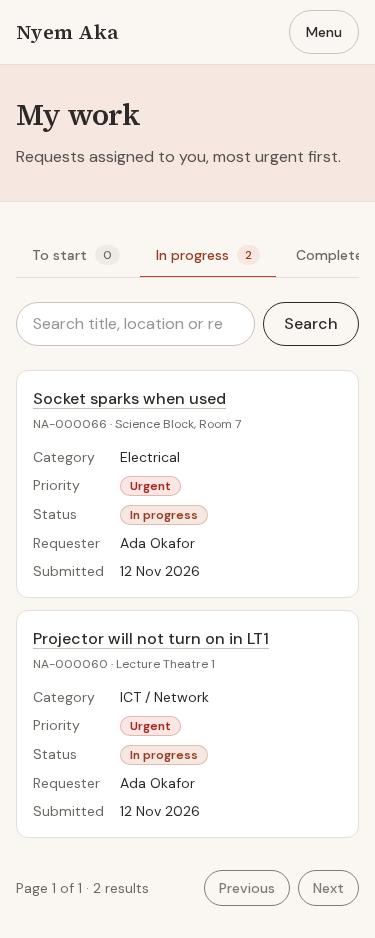 Nyem Aka
Menu
My work
Requests assigned to you, most urgent first.
To start 0 In progress 2 Complete
Search title, location or re Search
Socket sparks when used
NA-000066 · Science Block, Room 7
Category Electrical
Priority Urgent
Status In progress
Requester Ada Okafor
Submitted 12 Nov 2026
Projector will not turn on in LT1
NA-000060 · Lecture Theatre 1
Category ICT / Network
Priority Urgent
Status In progress
Requester Ada Okafor
Submitted 12 Nov 2026
Page 1 of 1 · 2 results Previous Next